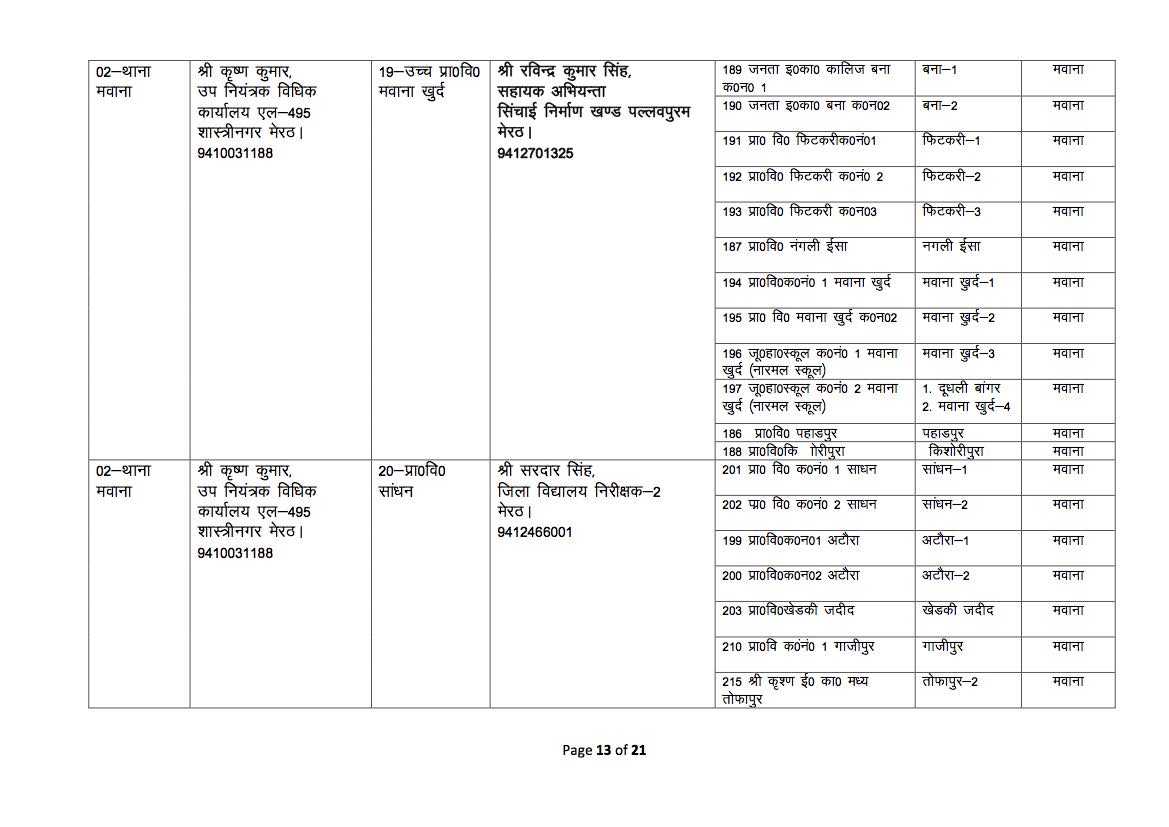 02–थाना
मवाना
श्री कृष्ण कुमार,
उप नियंत्रक विधिक
कार्यालय एल–495
शास्त्रीनगर मेरठ।
9410031188
19–उच्च प्रा0वि0
मवाना खुर्द
श्री रविन्द्र कुमार सिंह,
सहायक अभियन्ता
सिंचाई निर्माण खण्ड पल्लवपुरम
मेरठ।
9412701325
189 जनता इ0का0 कालिज बना
क0न0 1
बना–1
मवाना
190 जनता इ0का0 बना क0न02
बना–2
मवाना
191 प्रा0 वि0 फिटकरीक0नं01
फिटकरी–1
मवाना
192 प्रा0वि0 फिटकरी क0नं0 2
फिटकरी–2
मवाना
193 प्रा0वि0 फिटकरी क0न03
फिटकरी–3
मवाना
187 प्रा0वि0 नंगली ईसा
नगली ईसा
मवाना
194 प्रा0वि0क0नं0 1 मवाना खुर्द
मवाना खुर्द–1
मवाना
195 प्रा0 वि0 मवाना खुर्द क0न02
मवाना खुर्द–2
मवाना
196 जू0हा0स्कूल क0नं0 1 मवाना
खुर्द (नारमल स्कूल)
मवाना खुर्द–3
मवाना
197 जू0हा0स्कूल क0नं0 2 मवाना
खुर्द (नारमल स्कूल)
1. दूधली बांगर
2. मवाना खुर्द–4
मवाना
186 प्रा0वि0 पहाडपुर
पहाडपुर
मवाना
188 प्रा0वि0कि ाेरीपुरा
किशोरीपुरा
मवाना
02–थाना
मवाना
श्री कृष्ण कुमार,
उप नियंत्रक विधिक
कार्यालय एल–495
शास्त्रीनगर मेरठ।
9410031188
20–प्रा0वि0
सांधन
श्री सरदार सिंह,
जिला विद्यालय निरीक्षक–2
मेरठ।
9412466001
201 प्रा0 वि0 क0नं0 1 साधन
सांधन–1
मवाना
202 प्रा0 वि0 क0नं0 2 साधन
सांधन–2
मवाना
199 प्रा0वि0क0न01 अटौरा
अटौरा–1
मवाना
200 प्रा0वि0क0न02 अटौरा
अटौरा–2
मवाना
203 प्रा0वि0खेडकी जदीद
खेडकी जदीद
मवाना
210 प्रा0वि क0नं0 1 गाजीपुर
गाजीपुर
मवाना
215 श्री कृश्ण ई0 का0 मध्य
तोफापुर
तोफापुर–2
मवाना
Page 13 of 21